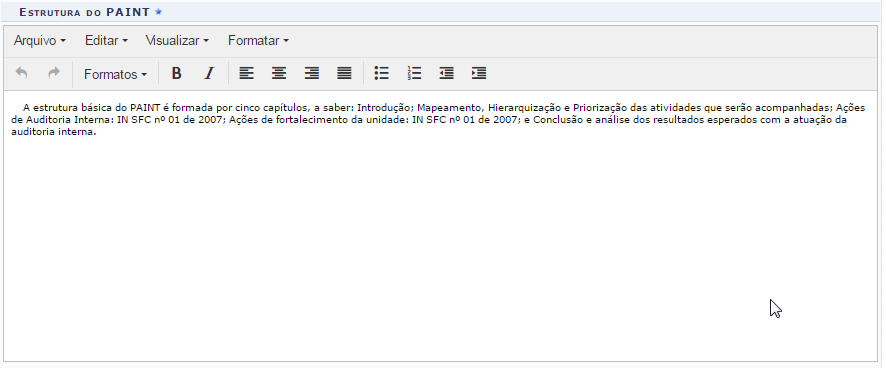 Estrutura do PAINT
Arquivo Editar Visualizar Formatar
Formatos B I
A estrutura básica do PAINT é formada por cinco capítulos, a saber: Introdução; Mapeamento, Hierarquização e Priorização das atividades que serão acompanhadas; Ações
de Auditoria Interna: IN SFC nº 01 de 2007; Ações de fortalecimento da unidade: IN SFC nº 01 de 2007; e Conclusão e análise dos resultados esperados com a atuação da
auditoria interna.